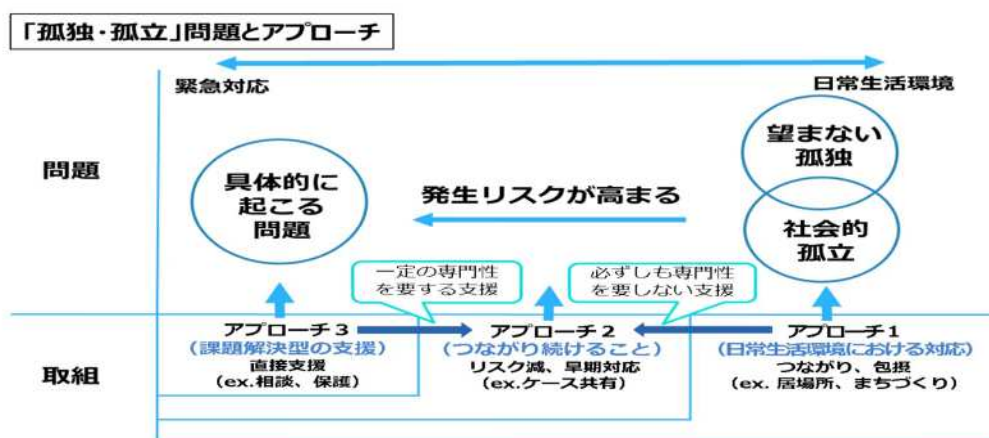 「孤独・孤立」問題とアプローチ
緊急対応
日常生活環境
問題
具体的に
起こる
問題
発生リスクが高まる
望まない
孤独
社会的
孤立
一定の専門性
を要する支援
必ずしも専門性
を要しない支援
取組
アプローチ3
(課題解決型の支援)
直接支援
(ex.相談、保護)
アプローチ2
(つながり続けること)
リスク減、早期対応
(ex.ケース共有)
アプローチ1
(日常生活環境における対応)
つながり、包摂
(ex. 居場所、まちづくり)